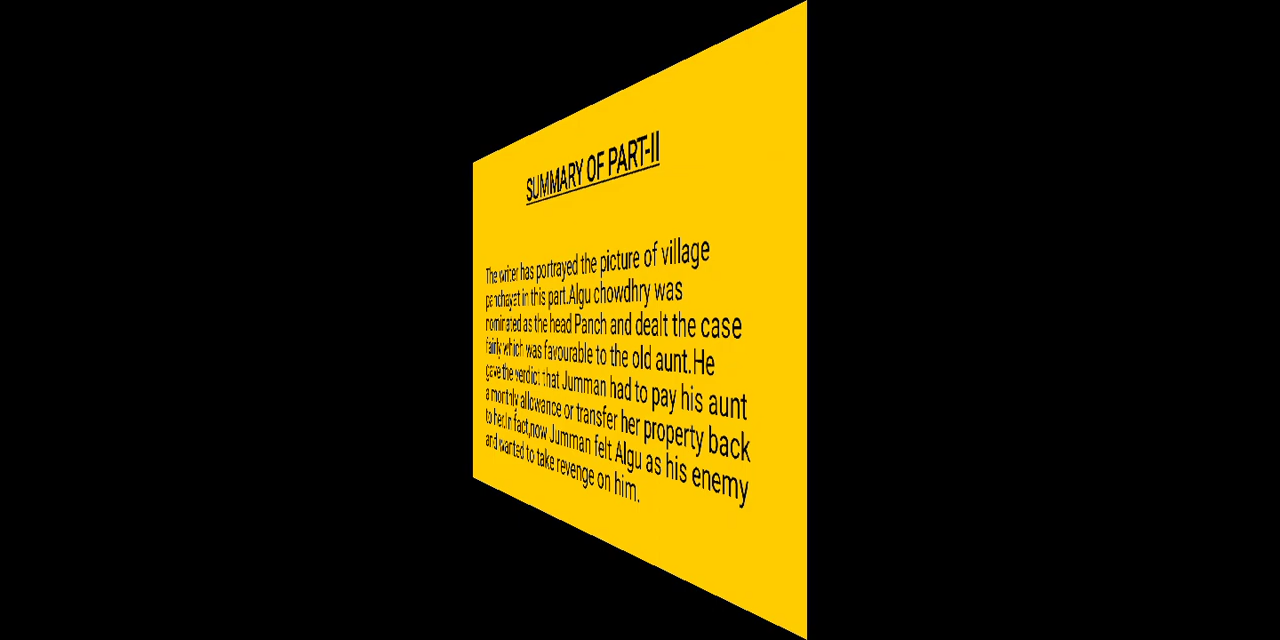 SUMMARY OF PART-II
The writer has portrayed the picture of village
panchayat in this part.Algu chowdhry was
nominated as the head Panch and dealt the case
fairly which was favourable to the old aunt.He
gave the verdict that Jumman had to pay his aunt
a monthly allowance or transfer her property back
to her.In fact,now Jumman felt Algu as his enemy
and wanted to take revenge on him.